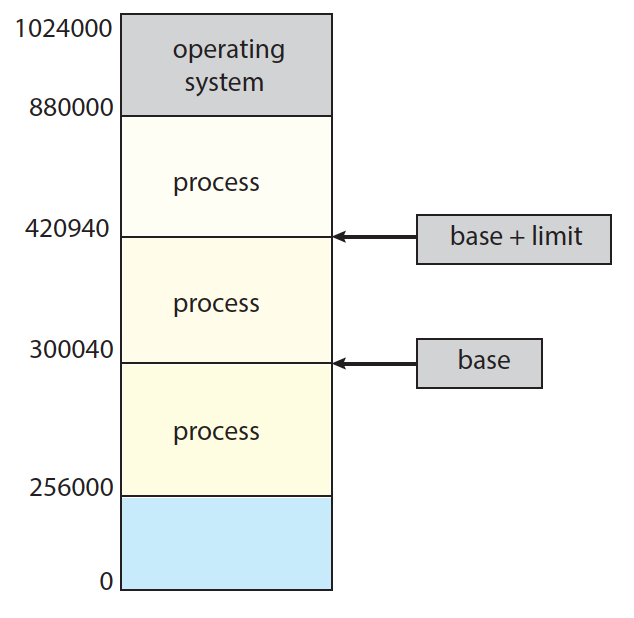 1024000
operating
system
880000
process
420940
base + limit
process
300040
base
process
256000
0